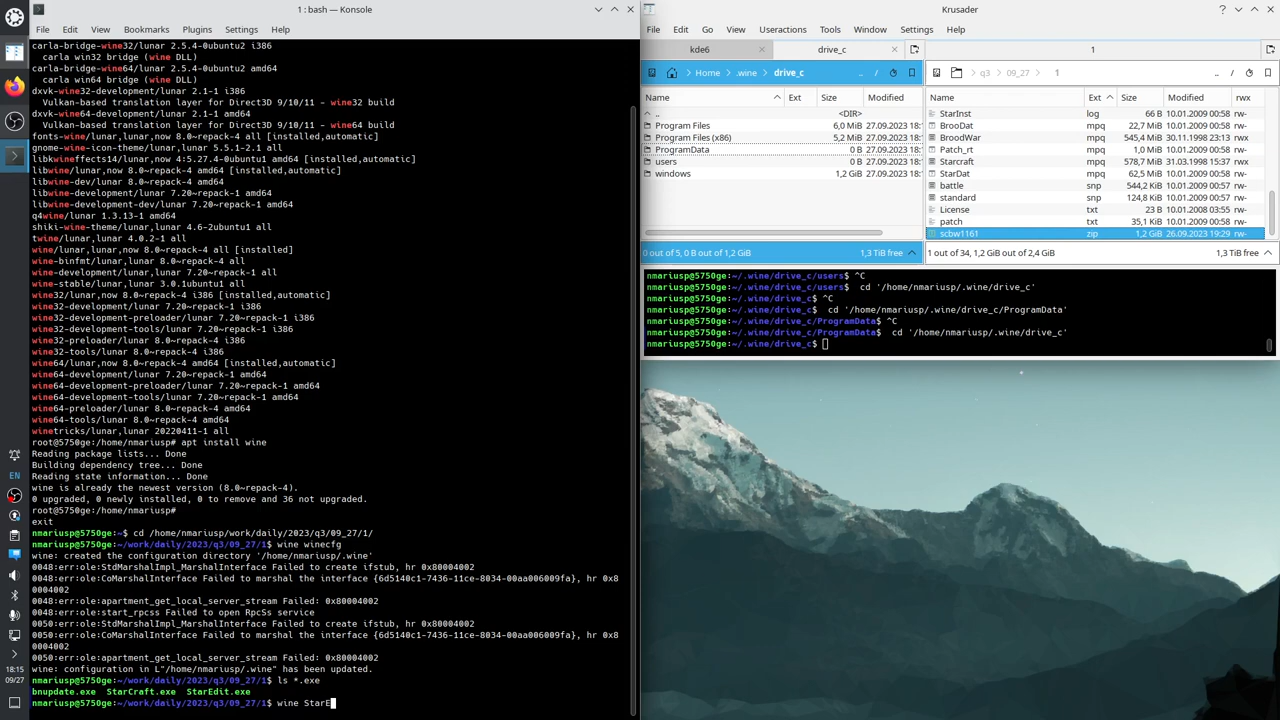 1 : bash — Konsole
File Edit View Bookmarks Plugins Settings Help
carla-bridge-wine32/lunar 2.5.4-0ubuntu2 i386
carla win32 bridge (wine DLL)
carla-bridge-wine64/lunar 2.5.4-0ubuntu2 amd64
carla win64 bridge (wine DLL)
dxvk-wine32-development/lunar 2.1-1 i386
Vulkan-based translation layer for Direct3D 9/10/11 - wine32 build
dxvk-wine64-development/lunar 2.1-1 amd64
Vulkan-based translation layer for Direct3D 9/10/11 - wine64 build
fonts-wine/lunar,lunar,now 8.0~repack-4 all [installed,automatic]
gnome-wine-icon-theme/lunar,lunar 5.5.1-2.1 all
libkwineffects14/lunar,now 4:5.27.4-0ubuntu1 amd64 [installed,automatic]
libwine/lunar,now 8.0~repack-4 amd64 [installed,automatic]
libwine-dev/lunar 8.0~repack-4 amd64
libwine-development/lunar 7.20~repack-1 amd64
libwine-development-dev/lunar 7.20~repack-1 amd64
q4wine/lunar 1.3.13-1 amd64
shiki-wine-theme/lunar,lunar 4.6-2ubuntu1 all
twine/lunar,lunar 4.0.2-1 all
wine/lunar,lunar,now 8.0~repack-4 all [installed]
wine-binfmt/lunar,lunar 8.0~repack-4 all
wine-development/lunar,lunar 7.20~repack-1 all
wine-stable/lunar,lunar 3.0.1ubuntu1 all
wine32/lunar,now 8.0~repack-4 i386 [installed,automatic]
wine32-development/lunar 7.20~repack-1 i386
wine32-development-preloader/lunar 7.20~repack-1 i386
wine32-development-tools/lunar 7.20~repack-1 i386
wine32-preloader/lunar 8.0~repack-4 i386
wine32-tools/lunar 8.0~repack-4 i386
wine64/lunar,now 8.0~repack-4 amd64 [installed,automatic]
wine64-development/lunar 7.20~repack-1 amd64
wine64-development-preloader/lunar 7.20~repack-1 amd64
wine64-development-tools/lunar 7.20~repack-1 amd64
wine64-preloader/lunar 8.0~repack-4 amd64
wine64-tools/lunar 8.0~repack-4 amd64
winetricks/lunar,lunar 20220411-1 all
root@5750ge:/home/nmariusp# apt install wine
Reading package lists... Done
Building dependency tree... Done
Reading state information... Done
wine is already the newest version (8.0~repack-4).
0 upgraded, 0 newly installed, 0 to remove and 36 not upgraded.
root@5750ge:/home/nmariusp#
exit
nmariusp@5750ge:~$ cd /home/nmariusp/work/daily/2023/q3/09_27/1/
nmariusp@5750ge:~/work/daily/2023/q3/09_27/1$ wine winecfg
wine: created the configuration directory '/home/nmariusp/.wine'
0048:err:ole:StdMarshalImpl_MarshalInterface Failed to create ifstub, hr 0x80004002
0048:err:ole:CoMarshalInterface Failed to marshal the interface {6d5140c1-7436-11ce-8034-00aa006009fa}, hr 0x8
0004002
0048:err:ole:apartment_get_local_server_stream Failed: 0x80004002
0048:err:ole:start_rpcss Failed to open RpcSs service
0050:err:ole:StdMarshalImpl_MarshalInterface Failed to create ifstub, hr 0x80004002
0050:err:ole:CoMarshalInterface Failed to marshal the interface {6d5140c1-7436-11ce-8034-00aa006009fa}, hr 0x8
0004002
0050:err:ole:apartment_get_local_server_stream Failed: 0x80004002
wine: configuration in L"/home/nmariusp/.wine" has been updated.
nmariusp@5750ge:~/work/daily/2023/q3/09_27/1$ ls *.exe
bnupdate.exe StarCraft.exe StarEdit.exe
nmariusp@5750ge:~/work/daily/2023/q3/09_27/1$ wine StarE
EN
18:15
09/27
Krusader
File Edit Go View Useractions Tools Window Settings Help
kde6 drive_c 1
Home .wine drive_c .. /
Name Ext Size Modified
.. <DIR>
Program Files 6,0 MiB 27.09.2023 18:
Program Files (x86) 5,2 MiB 27.09.2023 18:
ProgramData 0 B 27.09.2023 18:
users 0 B 27.09.2023 18:
windows 1,2 GiB 27.09.2023 18:
0 out of 5, 0 B out of 1,2 GiB 1,3 TiB free
q3 09_27 1 .. /
Name Ext Size Modified rwx
StarInst log 66 B 10.01.2009 00:58 rw-
BrooDat mpq 22,7 MiB 10.01.2009 00:58 rw-
BroodWar mpq 545,4 MiB 30.11.1998 23:13 rwx
Patch_rt mpq 1,0 MiB 10.01.2009 00:58 rw-
Starcraft mpq 578,7 MiB 31.03.1998 15:37 rwx
StarDat mpq 62,5 MiB 10.01.2009 00:58 rw-
battle snp 544,2 KiB 10.01.2009 00:57 rw-
standard snp 124,8 KiB 10.01.2009 00:57 rw-
License txt 23 B 10.01.2008 03:55 rw-
patch txt 35,1 KiB 10.01.2009 00:58 rw-
scbw1161 zip 1,2 GiB 26.09.2023 19:29 rw-
1 out of 34, 1,2 GiB out of 2,4 GiB 1,3 TiB free
nmariusp@5750ge:~/.wine/drive_c/users$ ^C
nmariusp@5750ge:~/.wine/drive_c/users$ cd '/home/nmariusp/.wine/drive_c'
nmariusp@5750ge:~/.wine/drive_c$ ^C
nmariusp@5750ge:~/.wine/drive_c$ cd '/home/nmariusp/.wine/drive_c/ProgramData'
nmariusp@5750ge:~/.wine/drive_c/ProgramData$ ^C
nmariusp@5750ge:~/.wine/drive_c/ProgramData$ cd '/home/nmariusp/.wine/drive_c'
nmariusp@5750ge:~/.wine/drive_c$